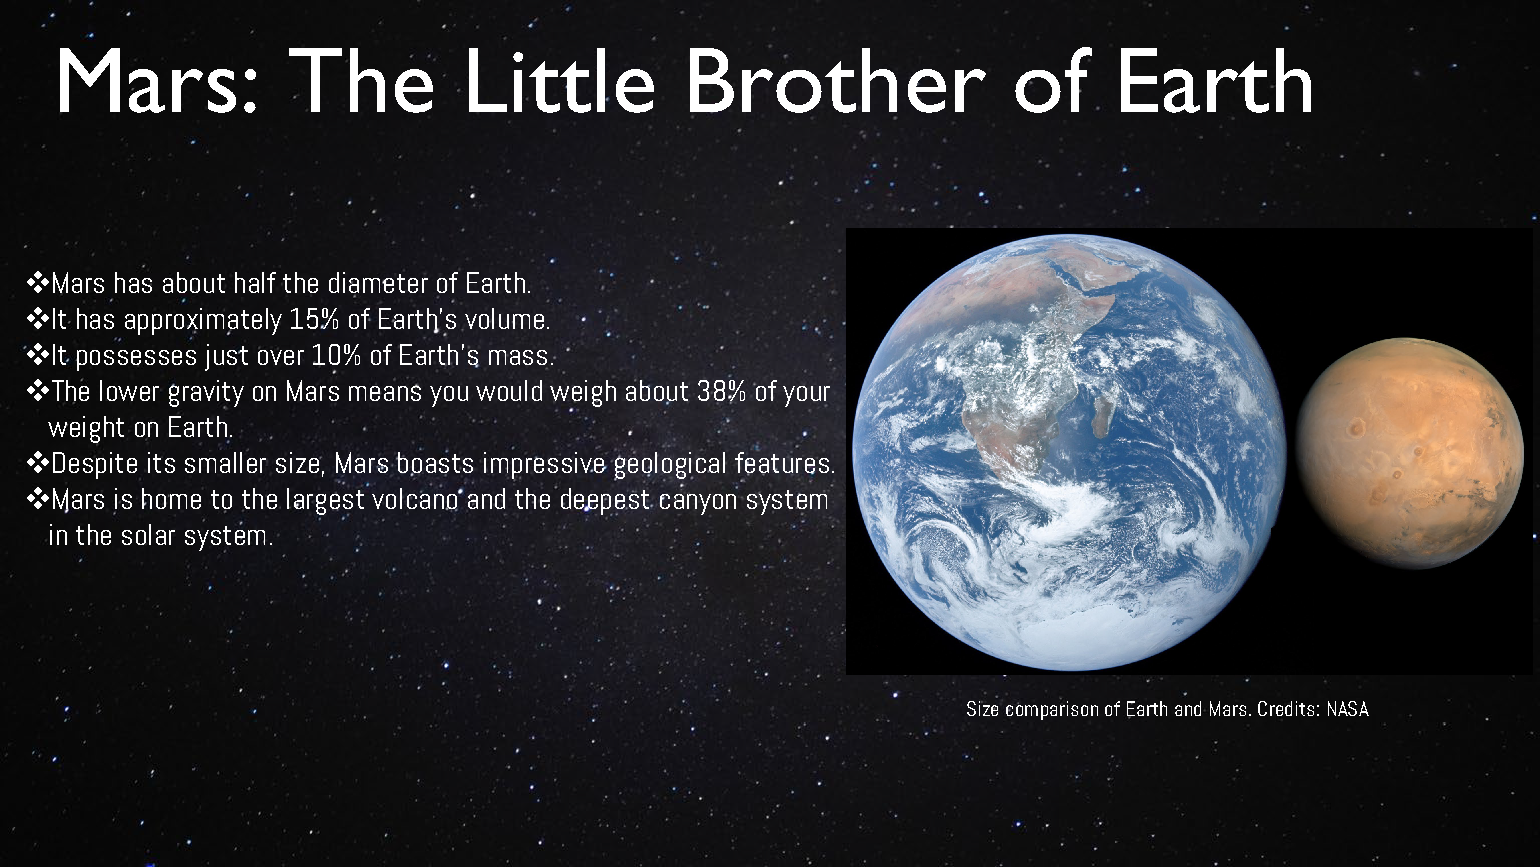 Mars: The Little Brother of Earth
❖Mars has about half the diameter of Earth.
❖It has approximately 15% of Earth's volume.
❖It possesses just over 10% of Earth's mass.
❖The lower gravity on Mars means you would weigh about 38% of your
weight on Earth.
❖Despite its smaller size, Mars boasts impressive geological features.
❖Mars is home to the largest volcano and the deepest canyon system
in the solar system.
Size comparison of Earth and Mars. Credits: NASA